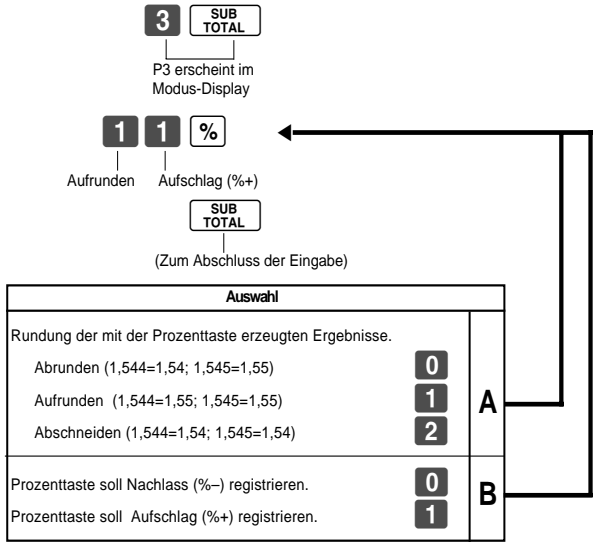 3 SUB TOTAL
P3 erscheint im
Modus-Display
1 1 %
Aufrunden Aufschlag (%+)
SUB TOTAL
(Zum Abschluss der Eingabe)
Auswahl
Rundung der mit der Prozenttaste erzeugten Ergebnisse.
Abrunden (1,544=1,54; 1,545=1,55) 0
Aufrunden (1,544=1,55; 1,545=1,55) 1
Abschneiden (1,544=1,54; 1,545=1,54) 2
A
Prozenttaste soll Nachlass (%–) registrieren. 0
Prozenttaste soll Aufschlag (%+) registrieren. 1
B